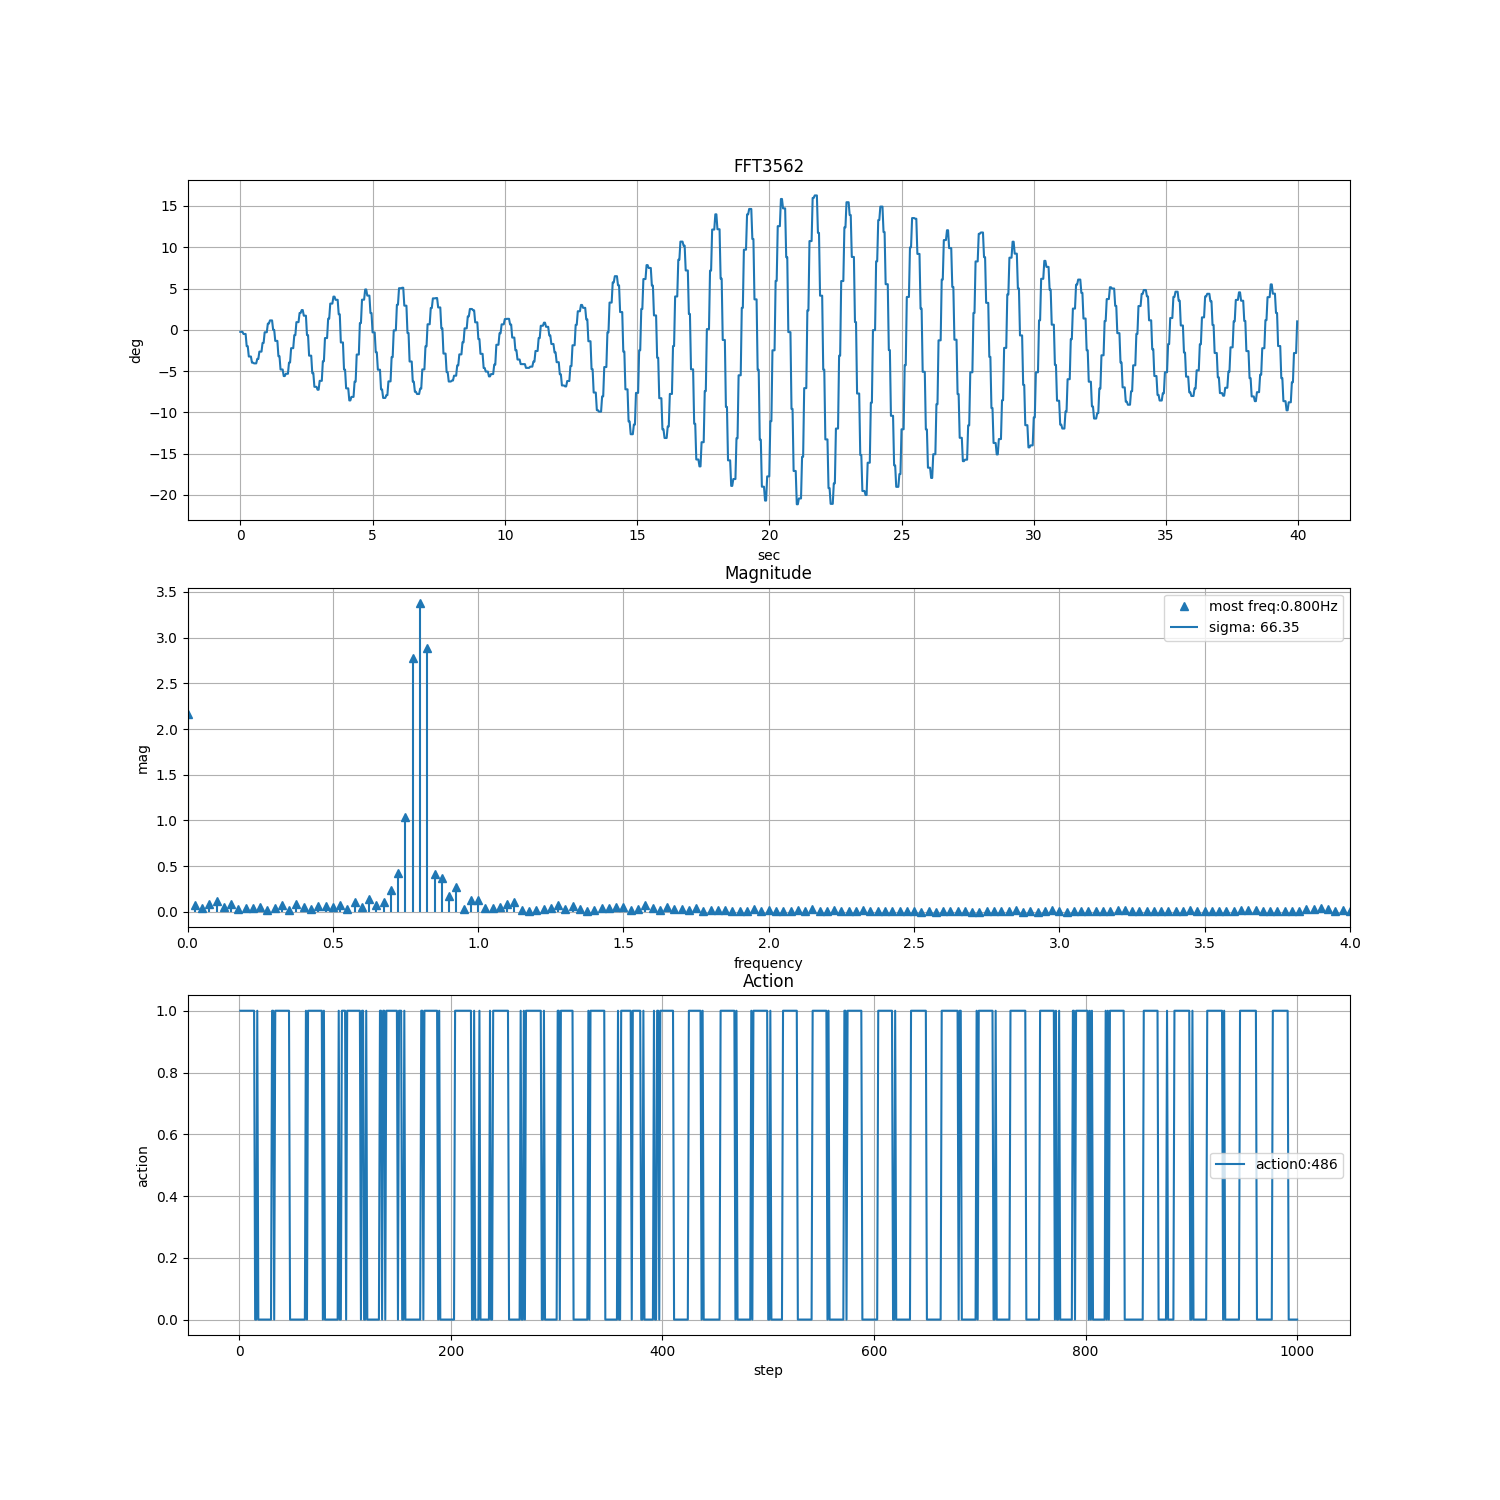 FFT3562
15
10
5
0
−5
−10
−15
−20
deg
0 5 10 15 20 25 30 35 40
sec
Magnitude
3.5
3.0
2.5
2.0
1.5
1.0
0.5
0.0
mag
most freq:0.800Hz
sigma: 66.35
0.0 0.5 1.0 1.5 2.0 2.5 3.0 3.5 4.0
frequency
Action
1.0
0.8
0.6
0.4
0.2
0.0
action
action0:486
0 200 400 600 800 1000
step